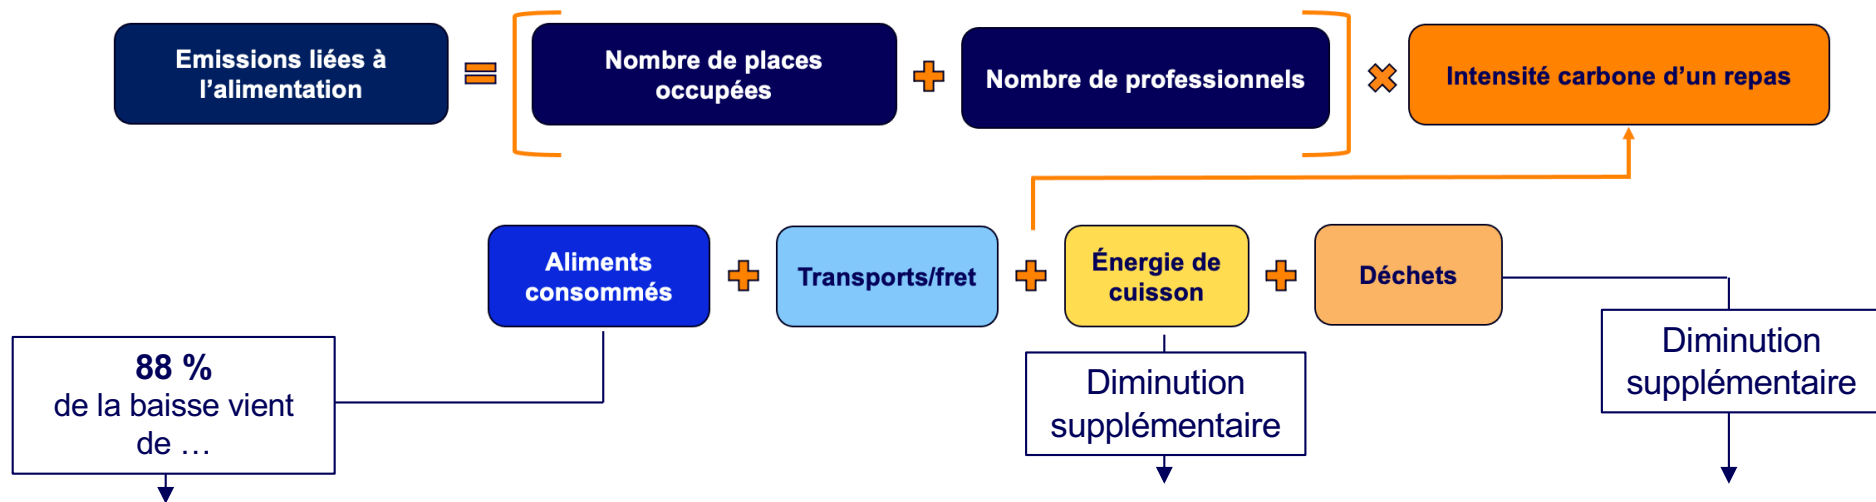 Emissions liées à
l’alimentation
Nombre de places
occupées
Nombre de professionnels
Intensité carbone d’un repas
Aliments
consommés
Transports/fret
Énergie de
cuisson
Déchets
88 %
de la baisse vient
de …
Diminution
supplémentaire
Diminution
supplémentaire